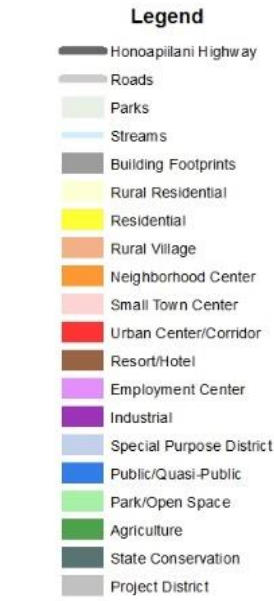 Legend
Honoapiilani Highway
Roads
Parks
Streams
Building Footprints
Rural Residential
Residential
Rural Village
Neighborhood Center
Small Town Center
Urban Center/Corridor
Resort/Hotel
Employment Center
Industrial
Special Purpose District
Public/Quasi-Public
Park/Open Space
Agriculture
State Conservation
Project District